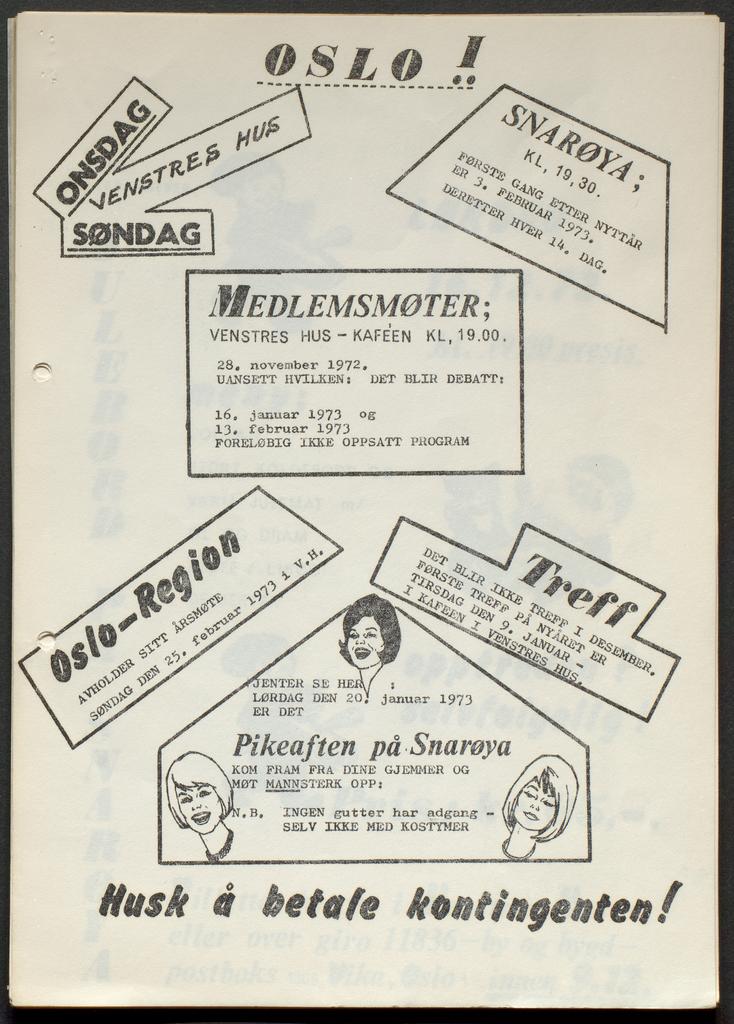 OSLO!
ONSDAG
VENSTRES HUS
SØNDAG
SNARØYA;
KL, 19,30.
FØRSTE GANG ETTER NYTTÅR
ER 3. FEBRUAR 1973.
DERETTER HVER 14. DAG.
MEDLEMSMØTER;
VENSTRES HUS - KAFÉEN KL, 19.00.
28. november 1972.
UANSETT HVILKEN: DET BLIR DEBATT:
16. januar 1973 og
13. februar 1973
FORELØBIG IKKE OPPSATT PROGRAM
Oslo-Region
AVHOLDER SITT ÅRSMØTE
SØNDAG DEN 25. februar 1973 i V.H.
Treff
DET BLIR IKKE TREFF I DESEMBER.
FØRSTE TREFF PÅ NYÅRET ER
TIRSDAG DEN 9. JANUAR -
I KAFEEN I VENSTRES HUS.
JENTER SE HER :
LØRDAG DEN 20. januar 1973
ER DET
Pikeaften på Snarøya
KOM FRAM FRA DINE GJEMMER OG
MØT MANNSTERK OPP:
N.B. INGEN gutter har adgang -
SELV IKKE MED KOSTYMER
Husk å betale kontingenten!